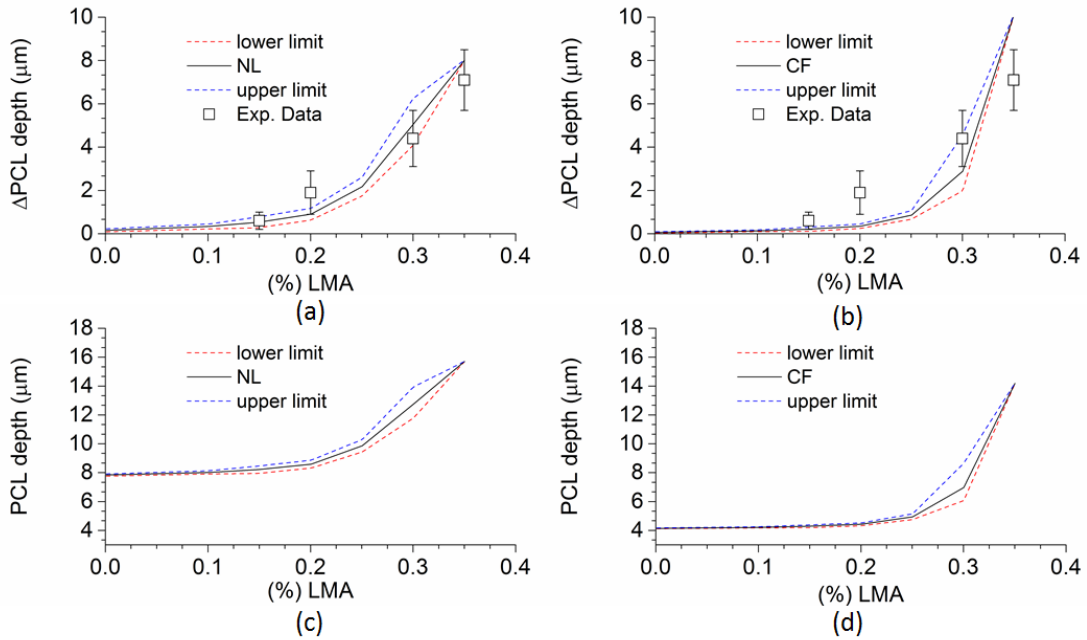 10
8
6
4
2
0
ΔPCL depth (μm)
lower limit
NL
upper limit
Exp. Data
0.0 0.1 0.2 0.3 0.4
(%) LMA
(a)
10
8
6
4
2
0
ΔPCL depth (μm)
lower limit
CF
upper limit
Exp. Data
0.0 0.1 0.2 0.3 0.4
(%) LMA
(b)
18
16
14
12
10
8
6
4
PCL depth (μm)
lower limit
NL
upper limit
0.0 0.1 0.2 0.3 0.4
(%) LMA
(c)
18
16
14
12
10
8
6
4
PCL depth (μm)
lower limit
CF
upper limit
0.0 0.1 0.2 0.3 0.4
(%) LMA
(d)